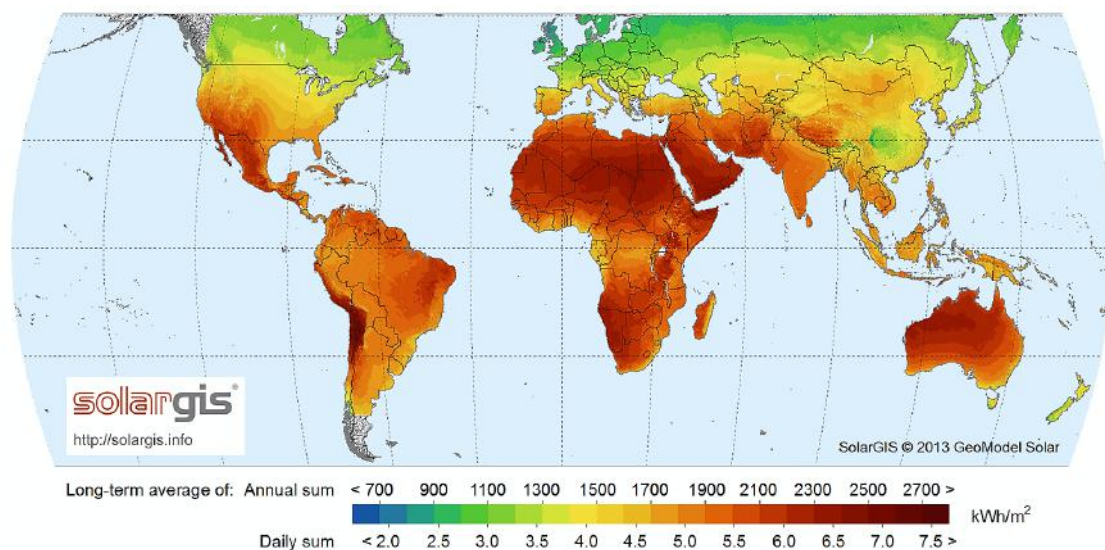 solargis®
http://solargis.info
SolarGIS © 2013 GeoModel Solar
Long-term average of: Annual sum < 700 900 1100 1300 1500 1700 1900 2100 2300 2500 2700 > kWh/m²
Daily sum < 2.0 2.5 3.0 3.5 4.0 4.5 5.0 5.5 6.0 6.5 7.0 7.5 >